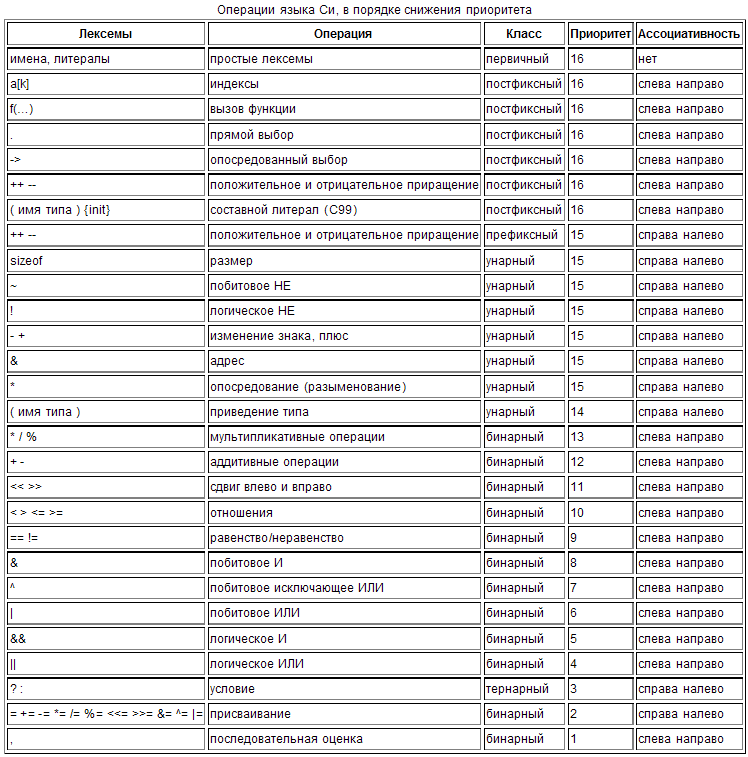 Операции языка Си, в порядке снижения приоритета
Лексемы Операция Класс Приоритет Ассоциативность
имена, литералы простые лексемы первичный 16 нет
a[k] индексы постфиксный 16 слева направо
f(...) вызов функции постфиксный 16 слева направо
. прямой выбор постфиксный 16 слева направо
-> опосредованный выбор постфиксный 16 слева направо
++ -- положительное и отрицательное приращение постфиксный 16 слева направо
( имя типа ) {init} составной литерал (C99) постфиксный 16 слева направо
++ -- положительное и отрицательное приращение префиксный 15 справа налево
sizeof размер унарный 15 справа налево
~ побитовое НЕ унарный 15 справа налево
! логическое НЕ унарный 15 справа налево
- + изменение знака, плюс унарный 15 справа налево
& адрес унарный 15 справа налево
* опосредование (разыменование) унарный 15 справа налево
( имя типа ) приведение типа унарный 14 справа налево
* / % мультипликативные операции бинарный 13 слева направо
+ - аддитивные операции бинарный 12 слева направо
<< >> сдвиг влево и вправо бинарный 11 слева направо
< > <= >= отношения бинарный 10 слева направо
== != равенство/неравенство бинарный 9 слева направо
& побитовое И бинарный 8 слева направо
^ побитовое исключающее ИЛИ бинарный 7 слева направо
| побитовое ИЛИ бинарный 6 слева направо
&& логическое И бинарный 5 слева направо
|| логическое ИЛИ бинарный 4 слева направо
? : условие тернарный 3 справа налево
= += -= *= /= %= <<= >>= &= ^= |= присваивание бинарный 2 справа налево
, последовательная оценка бинарный 1 слева направо